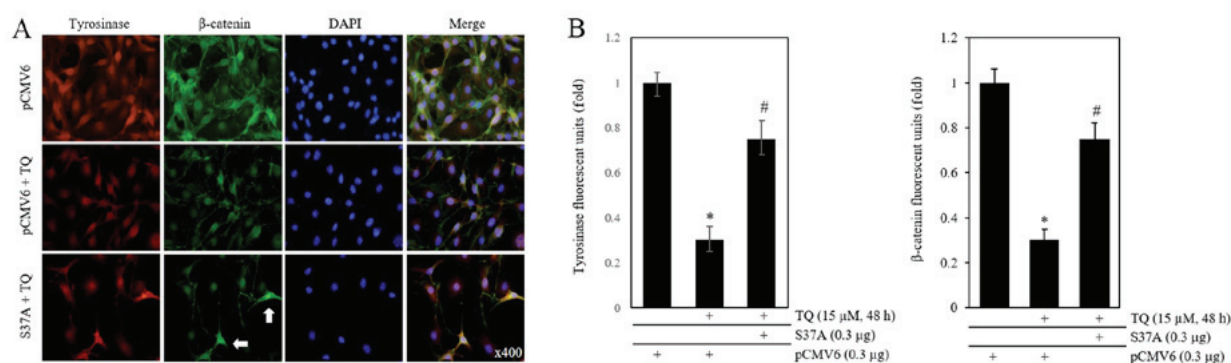 A
Tyrosinase
β-catenin
DAPI
Merge
pCMV6
pCMV6 + TQ
S37A + TQ
x400
B
Tyrosinase fluorescent units (fold)
1.2
1
0.8
0.6
0.4
0.2
0
*
#
+ + TQ (15 μM, 48 h)
+ S37A (0.3 μg)
+ + pCMV6 (0.3 μg)
β-catenin fluorescent units (fold)
1.2
1
0.8
0.6
0.4
0.2
0
*
#
+ + TQ (15 μM, 48 h)
+ S37A (0.3 μg)
+ + pCMV6 (0.3 μg)